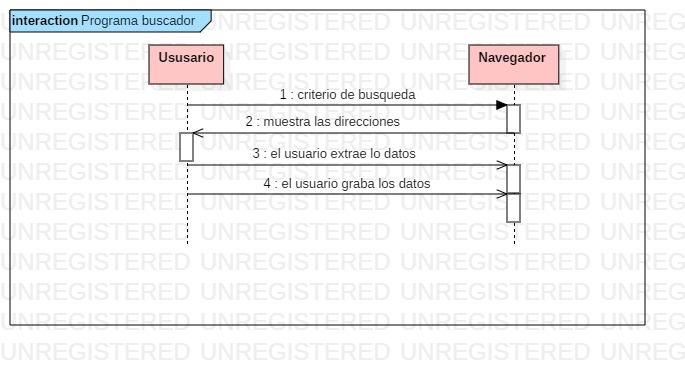 UNREGISTERED UNREGISTERED UNREGISTERED UNREG
interaction Programa buscador
Ususario Navegador
UNREGISTERED UNREGISTERED UNREGISTERED UNREG
1 : criterio de busqueda
UNREGISTERED UNREGISTERED UNREGISTERED UNREG
2 : muestra las direcciones
UNREGISTERED UNREGISTERED UNREGISTERED UNREG
3 : el usuario extrae lo datos
UNREGISTERED UNREGISTERED UNREGISTERED UNREG
4 : el usuario graba los datos
UNREGISTERED UNREGISTERED UNREGISTERED UNREG
UNREGISTERED UNREGISTERED UNREGISTERED UNREG
UNREGISTERED UNREGISTERED UNREGISTERED UNREG
UNREGISTERED UNREGISTERED UNREGISTERED UNREG
UNREGISTERED UNREGISTERED UNREGISTERED UNREG
UNREGISTERED UNREGISTERED UNREGISTERED UNREG